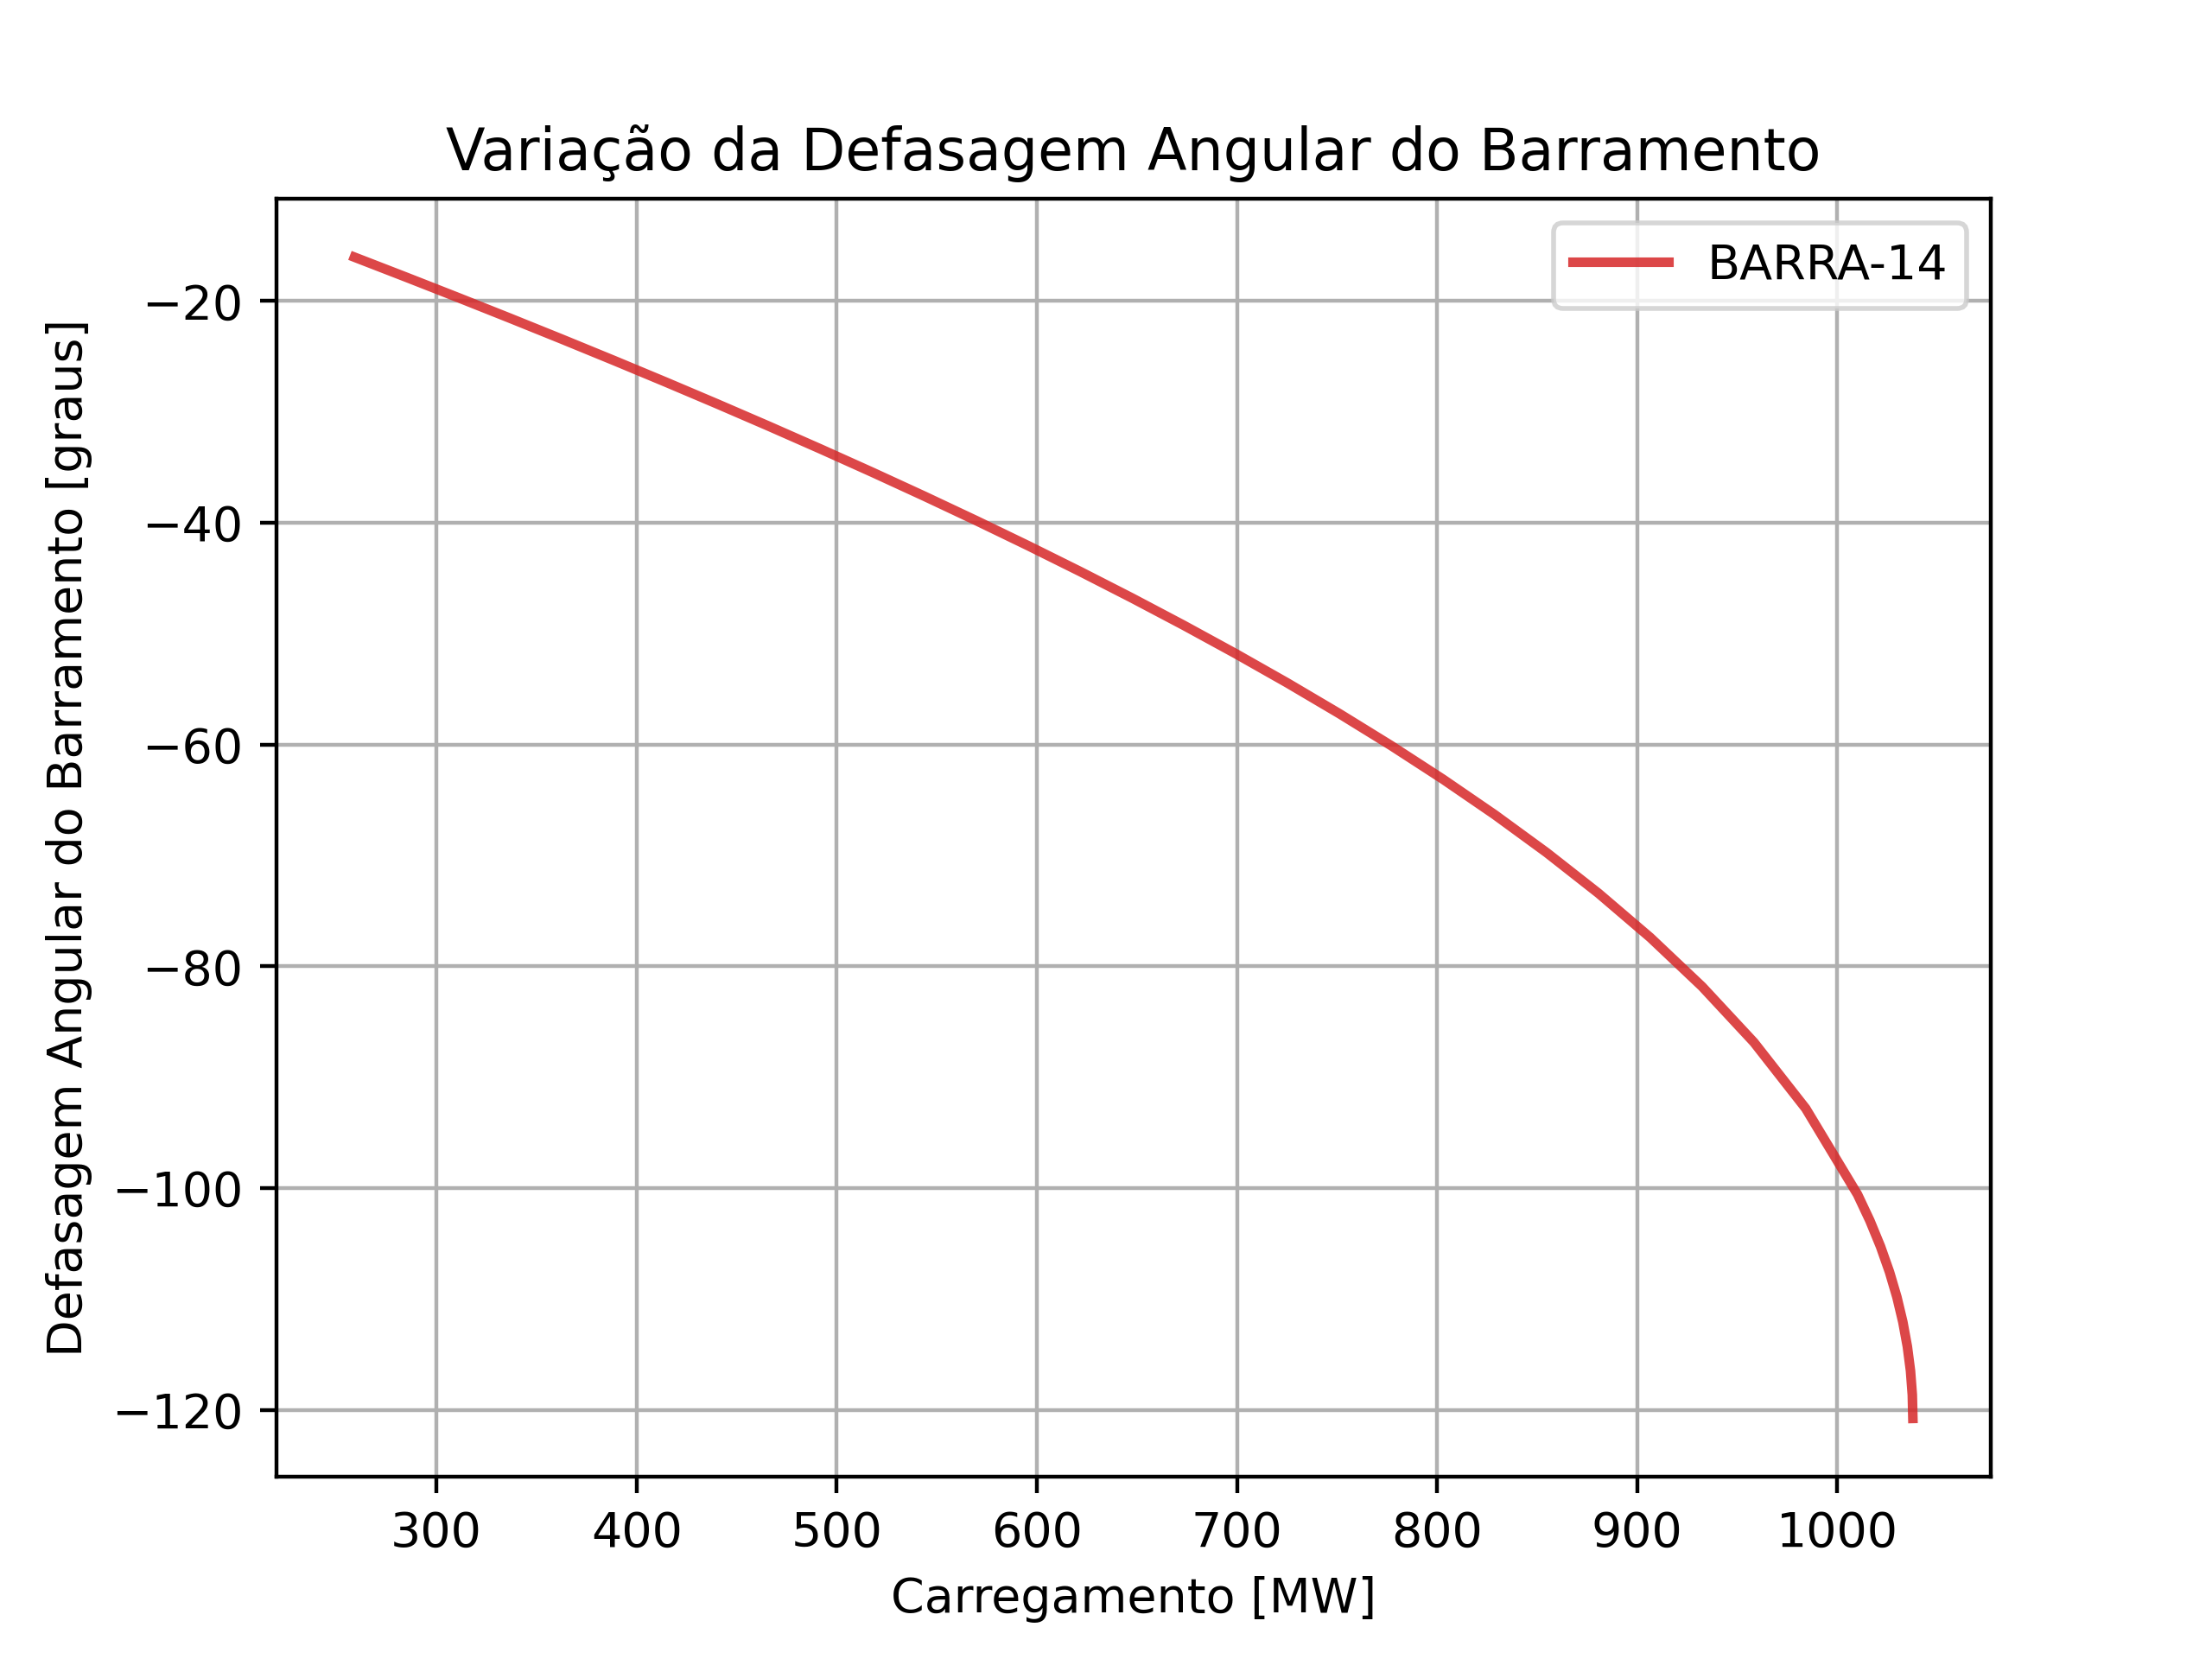 Variação da Defasagem Angular do Barramento
BARRA-14
Defasagem Angular do Barramento [graus]
−20
−40
−60
−80
−100
−120
300 400 500 600 700 800 900 1000
Carregamento [MW]